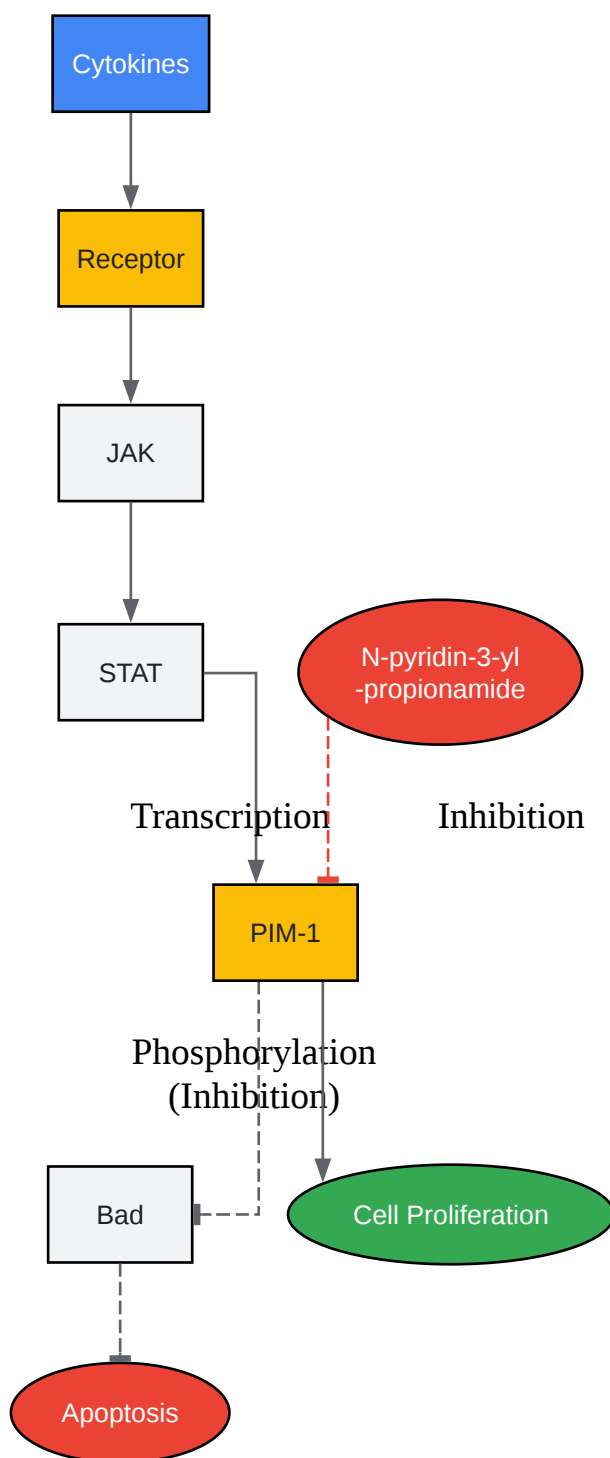 Cytokines
Receptor
JAK
STAT
N-pyridin-3-yl
-propionamide
Transcription
Inhibition
PIM-1
Phosphorylation
(Inhibition)
Bad
Cell Proliferation
Apoptosis